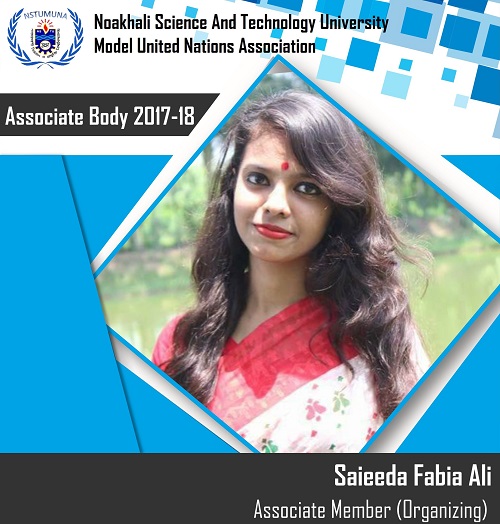 NSTUMUNA
Noakhali Science And Technology University
Model United Nations Association
Associate Body 2017-18
Saieeda Fabia Ali
Associate Member (Organizing)